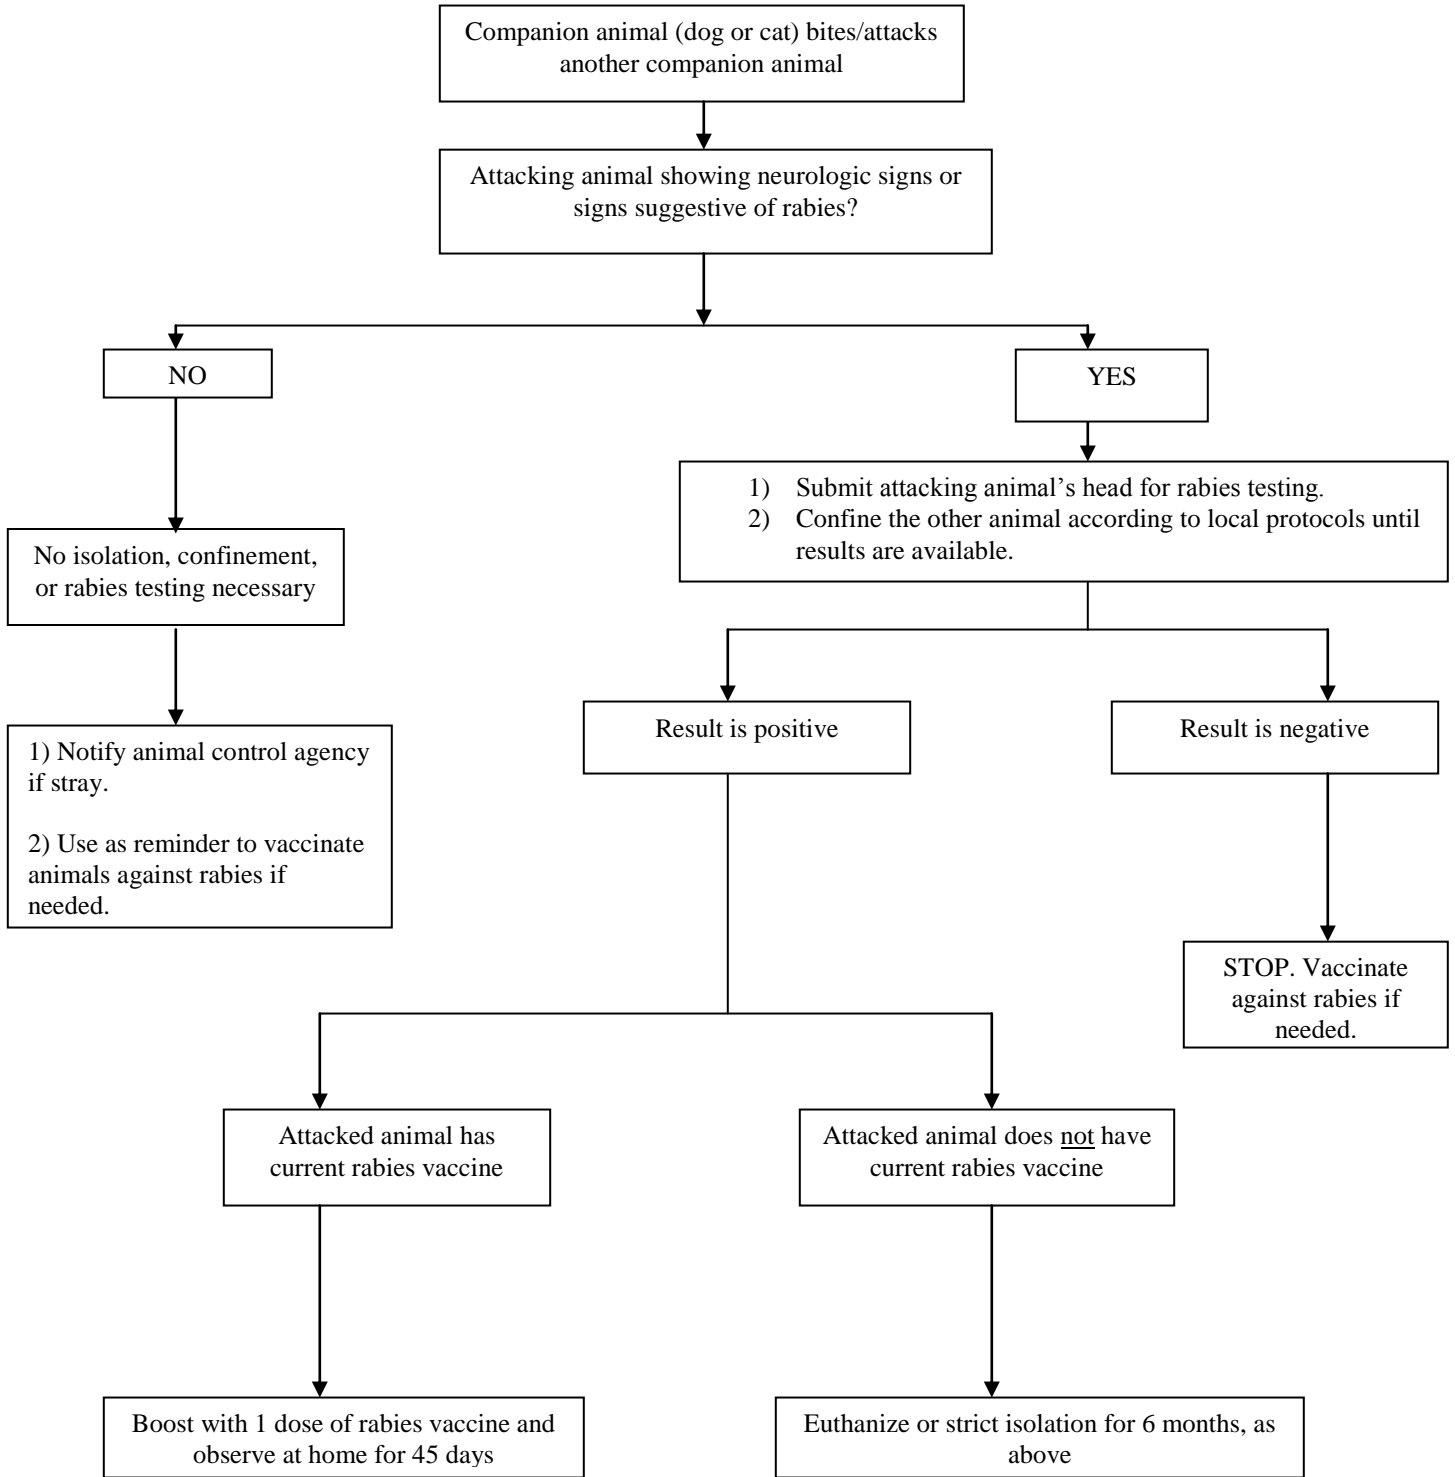 Companion animal (dog or cat) bites/attacks
another companion animal
Attacking animal showing neurologic signs or
signs suggestive of rabies?
NO
YES
1) Submit attacking animal’s head for rabies testing.
2) Confine the other animal according to local protocols until
results are available.
No isolation, confinement,
or rabies testing necessary
Result is positive
Result is negative
1) Notify animal control agency
if stray.
2) Use as reminder to vaccinate
animals against rabies if
needed.
STOP. Vaccinate
against rabies if
needed.
Attacked animal has
current rabies vaccine
Attacked animal does not have
current rabies vaccine
Boost with 1 dose of rabies vaccine and
observe at home for 45 days
Euthanize or strict isolation for 6 months, as
above